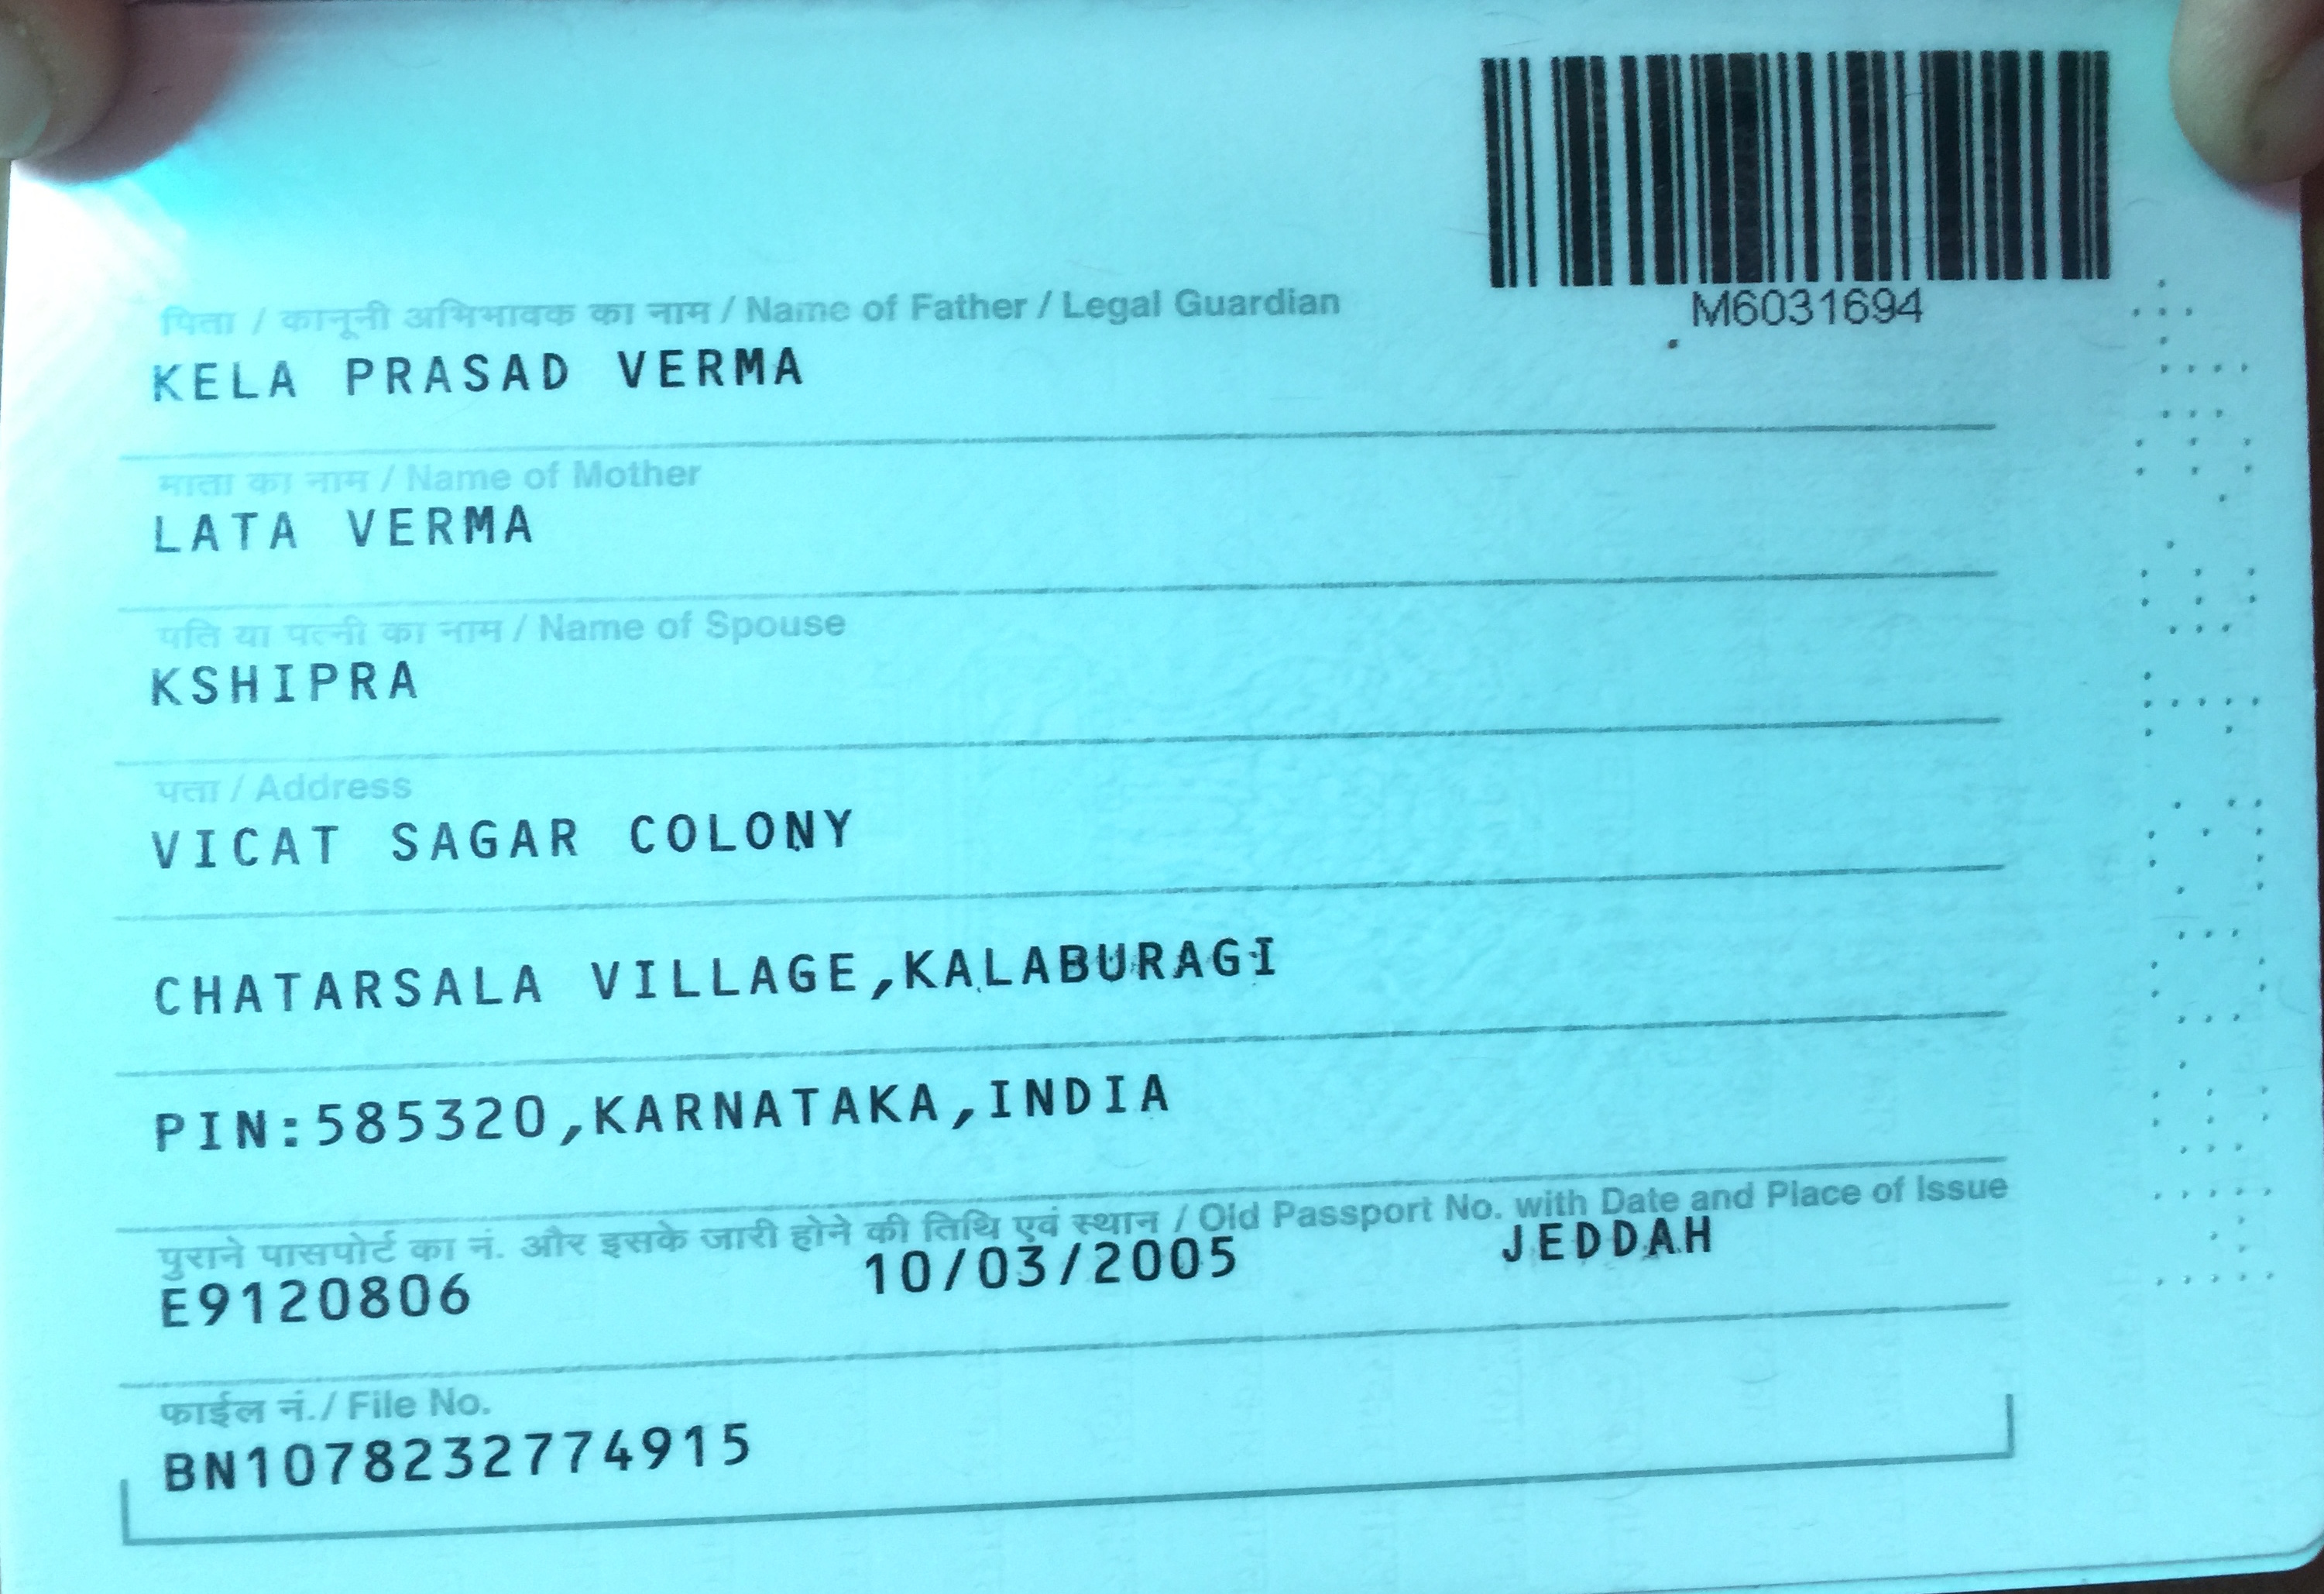 M6031694
पिता / कानूनी अभिभावक का नाम / Name of Father / Legal Guardian
KELA PRASAD VERMA
माता का नाम / Name of Mother
LATA VERMA
पति या पत्नी का नाम / Name of Spouse
KSHIPRA
पता / Address
VICAT SAGAR COLONY
CHATARSALA VILLAGE,KALABURAGI
PIN:585320,KARNATAKA,INDIA
पुराने पासपोर्ट का नं. और इसके जारी होने की तिथि एवं स्थान / Old Passport No. with Date and Place of Issue
E9120806 10/03/2005 JEDDAH
फाईल नं./ File No.
BN1078232774915